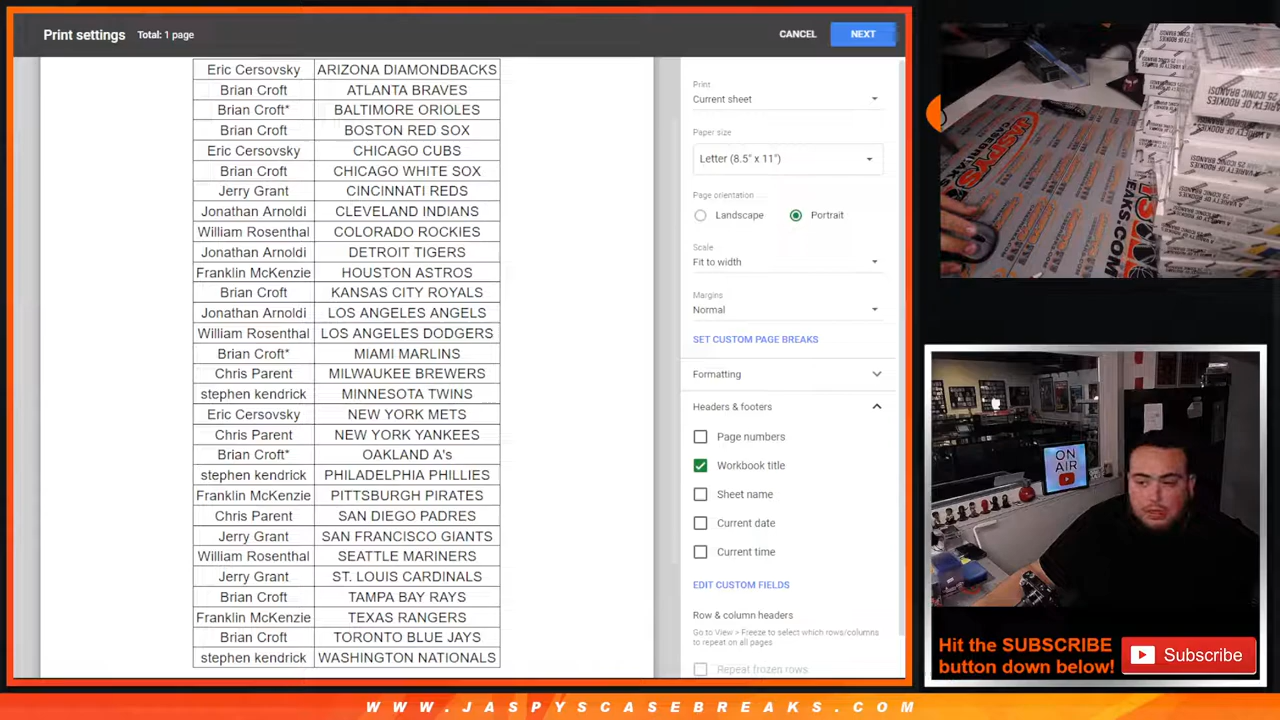 Print settings Total: 1 page CANCEL NEXT
Eric Cersovsky ARIZONA DIAMONDBACKS
Brian Croft ATLANTA BRAVES
Brian Croft* BALTIMORE ORIOLES
Brian Croft BOSTON RED SOX
Eric Cersovsky CHICAGO CUBS
Brian Croft CHICAGO WHITE SOX
Jerry Grant CINCINNATI REDS
Jonathan Arnoldi CLEVELAND INDIANS
William Rosenthal COLORADO ROCKIES
Jonathan Arnoldi DETROIT TIGERS
Franklin McKenzie HOUSTON ASTROS
Brian Croft KANSAS CITY ROYALS
Jonathan Arnoldi LOS ANGELES ANGELS
William Rosenthal LOS ANGELES DODGERS
Brian Croft* MIAMI MARLINS
Chris Parent MILWAUKEE BREWERS
stephen kendrick MINNESOTA TWINS
Eric Cersovsky NEW YORK METS
Chris Parent NEW YORK YANKEES
Brian Croft* OAKLAND A's
stephen kendrick PHILADELPHIA PHILLIES
Franklin McKenzie PITTSBURGH PIRATES
Chris Parent SAN DIEGO PADRES
Jerry Grant SAN FRANCISCO GIANTS
William Rosenthal SEATTLE MARINERS
Jerry Grant ST. LOUIS CARDINALS
Brian Croft TAMPA BAY RAYS
Franklin McKenzie TEXAS RANGERS
Brian Croft TORONTO BLUE JAYS
stephen kendrick WASHINGTON NATIONALS
Print
Current sheet
Paper size
Letter (8.5" x 11")
Page orientation
Landscape Portrait
Scale
Fit to width
Margins
Normal
SET CUSTOM PAGE BREAKS
Formatting
Headers & footers
Page numbers
Workbook title
Sheet name
Current date
Current time
EDIT CUSTOM FIELDS
Row & column headers
Go to View > Freeze to select which rows/columns
to repeat on all pages
Repeat frozen rows
JASPYS
CASEBREAKS
A VARIETY OF ROOKIES
25 ICONIC BRANDS!
ON
AIR
Hit the SUBSCRIBE
button down below!
Subscribe
WWW.JASPYSCASEBREAKS.COM